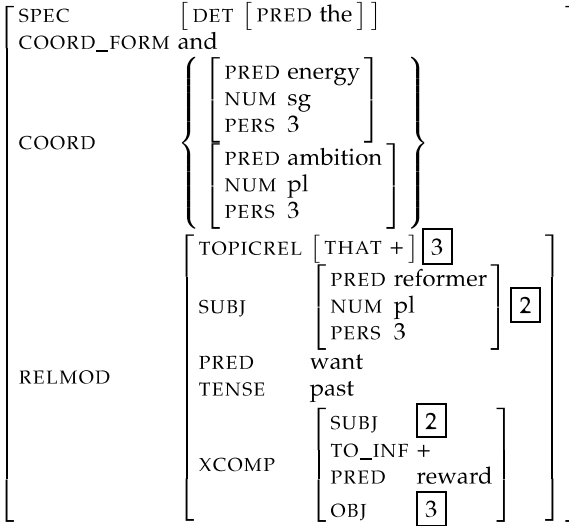 SPEC [DET [PRED the]]
COORD_FORM and
PRED energy
NUM sg
COORD PERS 3
PRED ambition
NUM pl
PERS 3
TOPICREL [THAT +] 3
PRED reformer
SUBJ NUM pl 2
PERS 3
PRED want
RELMOD
TENSE past
SUBJ 2
TO_INF +
XCOMP PRED reward
OBJ 3